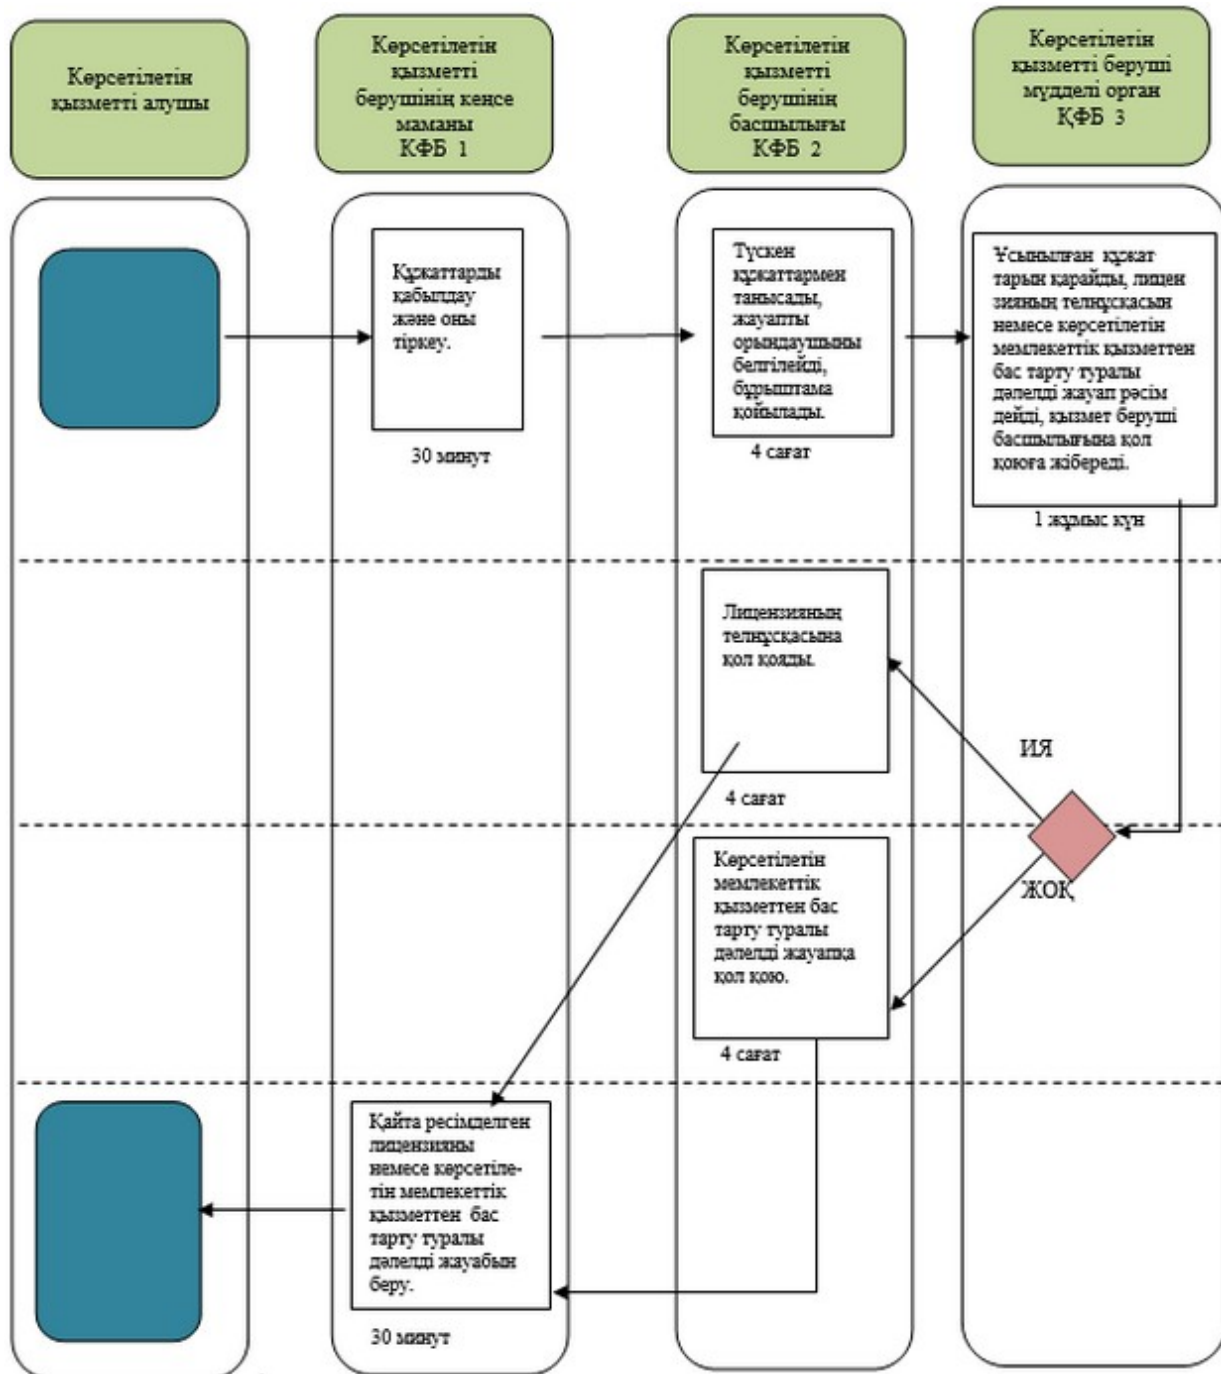 Көрсетілетін
қызметті алушы
Көрсетілетін
қызметті
берушінің кеңсе
маманы
КФБ 1
Көрсетілетін
қызметті
берушінің
басшылығы
КФБ 2
Көрсетілетін
қызметті беруші
мүдделі орган
ҚФБ 3
Құжаттарды
қабылдау
және оны
тіркеу.
30 минут
Түскен
құжаттармен
танысады,
жауапты
орындаушыны
белгілейді,
бұрыштама
қойылады.
4 сағат
Ұсынылған құжат
тарын қарайды, лицен
зияның телнұсқасын
немесе көрсетілетін
мемлекеттік қызметтен
бас тарту туралы
дәлелді жауап рәсім
дейді, қызмет беруші
басшылығына қол
қоюға жібереді.
1 жұмыс күн
Лицензияның
телнұсқасына
қол қояды.
4 сағат
ИЯ
ЖОҚ
Көрсетілетін
мемлекеттік
қызметтен бас
тарту туралы
дәлелді жауапқа
қол қою.
4 сағат
Қайта ресімделген
лицензияны
немесе көрсетіле-
тін мемлекеттік
қызметтен бас
тарту туралы
дәлелді жауабын
беру.
30 минут